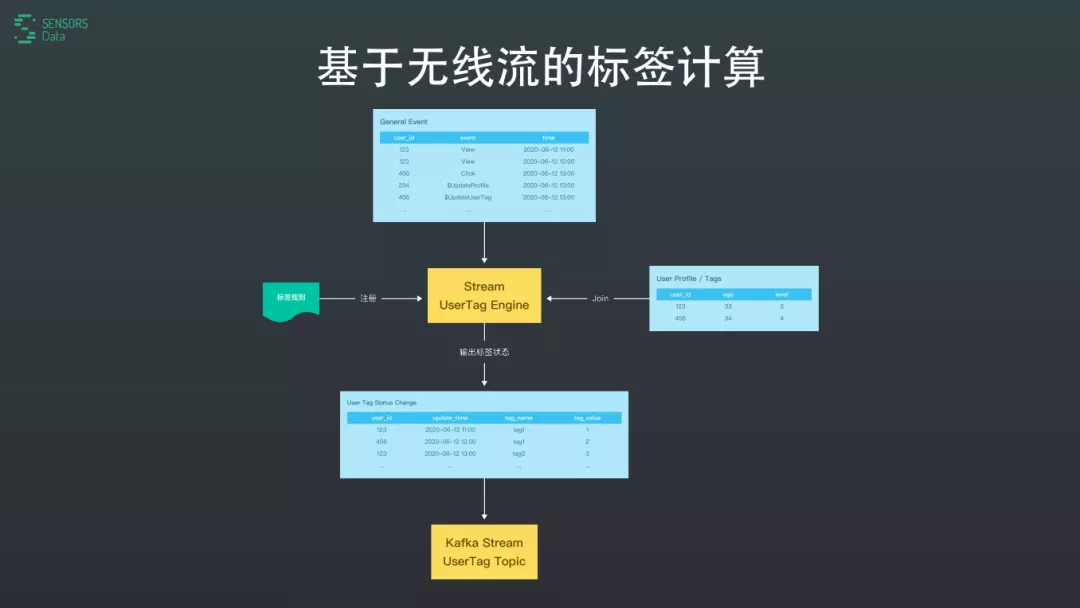 SENSORS
Data
基于无线流的标签计算
General Event
user_id event time
123 View 2020-06-12 11:00
123 View 2020-06-12 12:00
456 Click 2020-06-12 13:00
234 $UpdateProfile 2020-06-12 13:00
456 $UpdateUserTag 2020-06-12 13:00
... ... ...
标签规则
注册
Stream
UserTag Engine
Join
User Profile / Tags
user_id age level
123 33 3
456 34 4
输出标签状态
User Tag Status Change
user_id update_time tag_name tag_value
123 2020-06-12 11:00 tag1 1
456 2020-06-12 12:00 tag1 2
123 2020-06-12 13:00 tag2 3
... ... ... ...
Kafka Stream
UserTag Topic